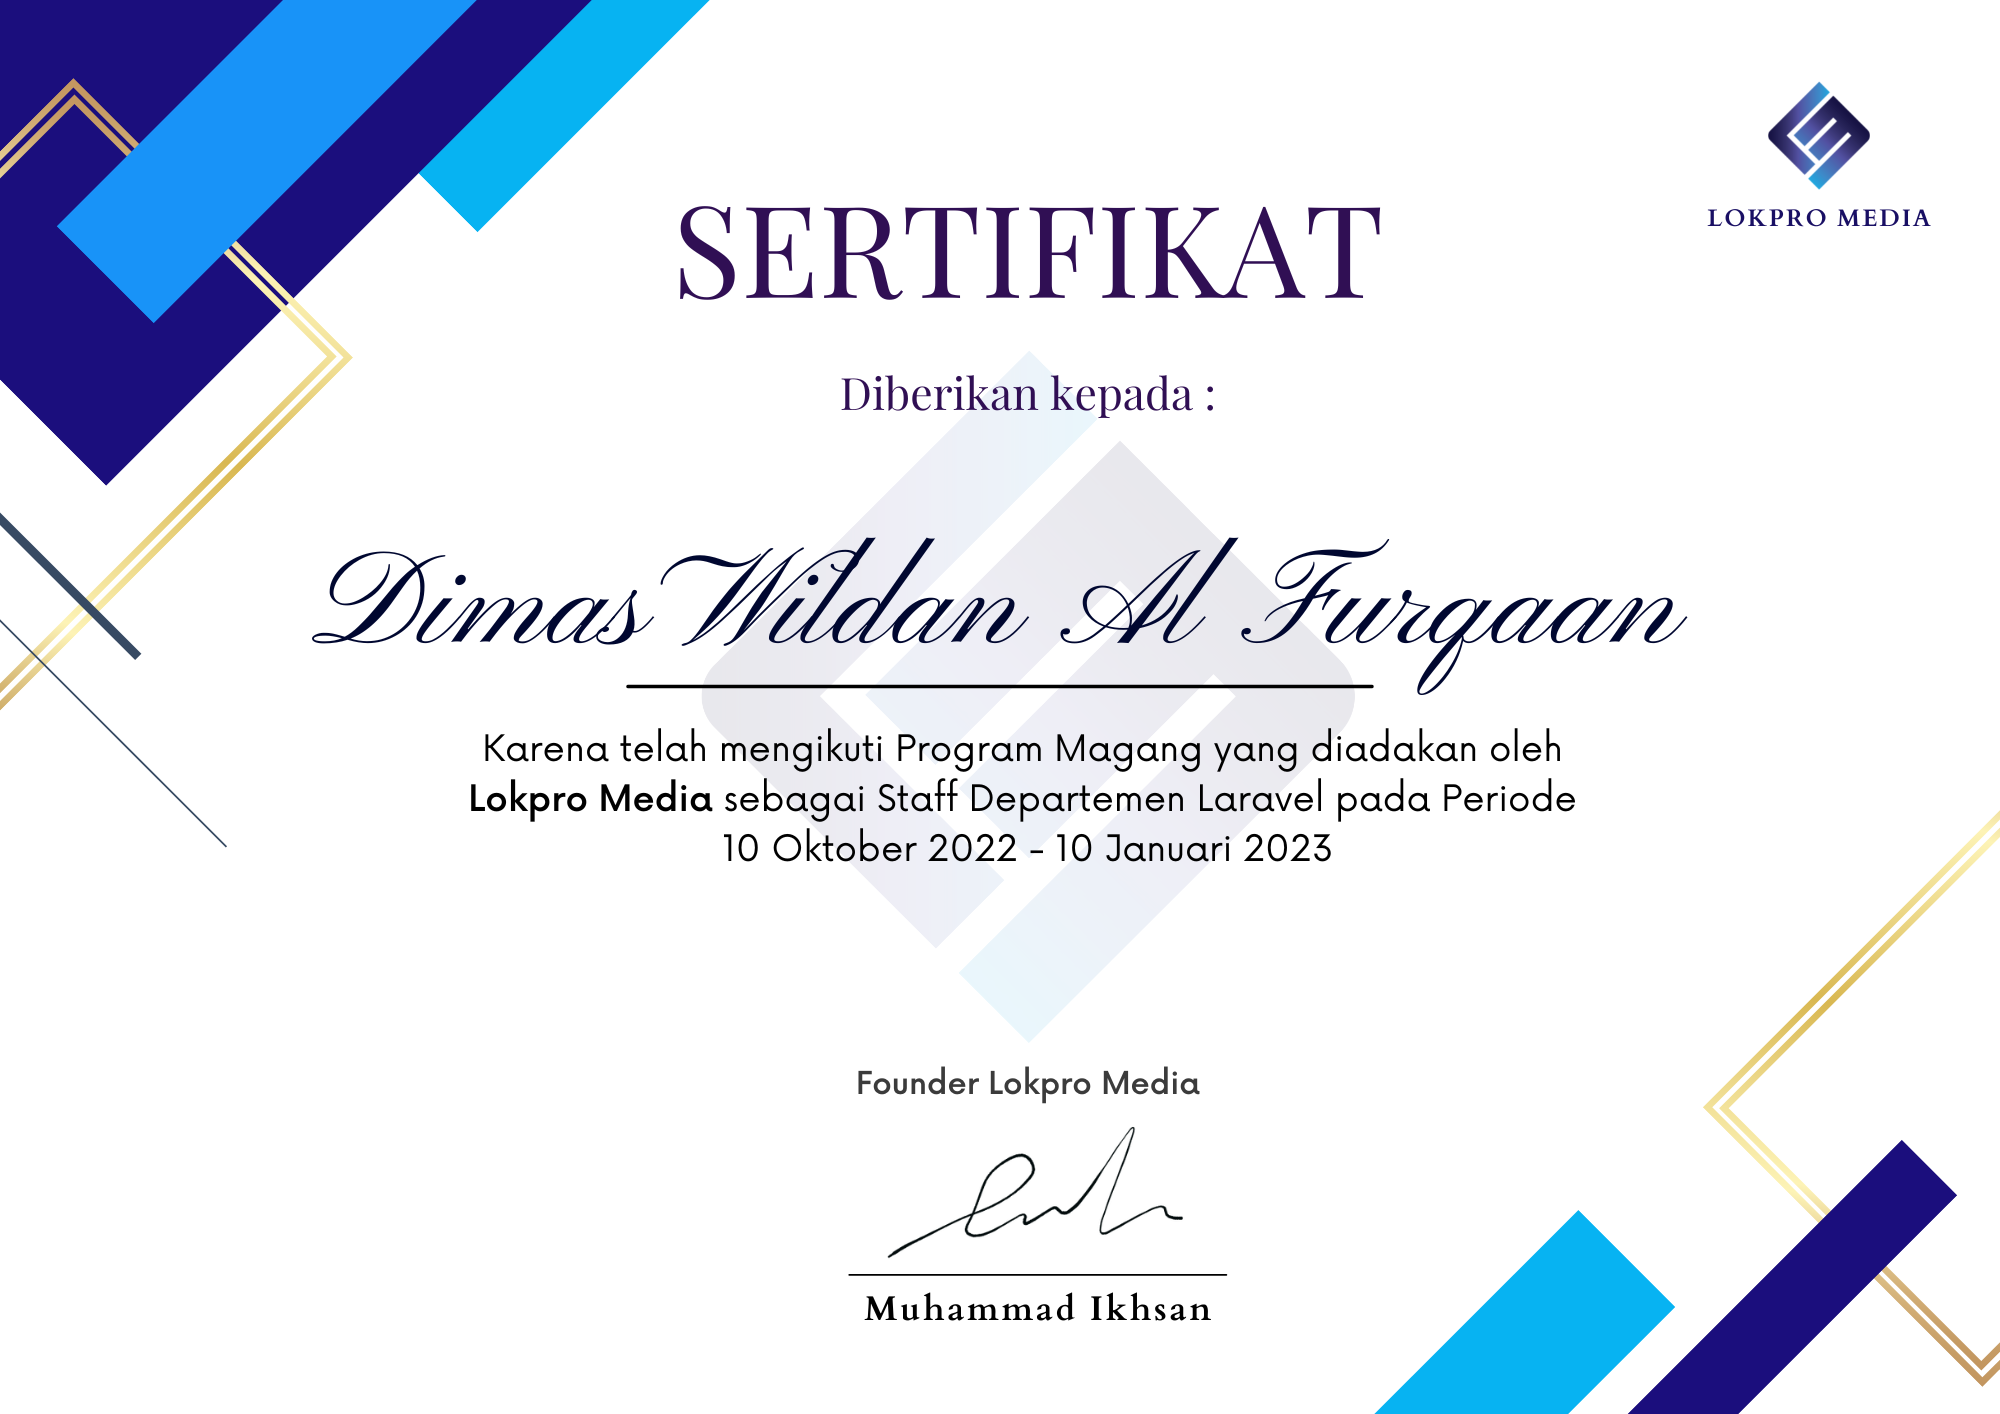 LOKPRO MEDIA
SERTIFIKAT
Diberikan kepada :
Dimas Wildan Al Furqaan
Karena telah mengikuti Program Magang yang diadakan oleh
Lokpro Media sebagai Staff Departemen Laravel pada Periode
10 Oktober 2022 - 10 Januari 2023
Founder Lokpro Media
Muhammad Ikhsan